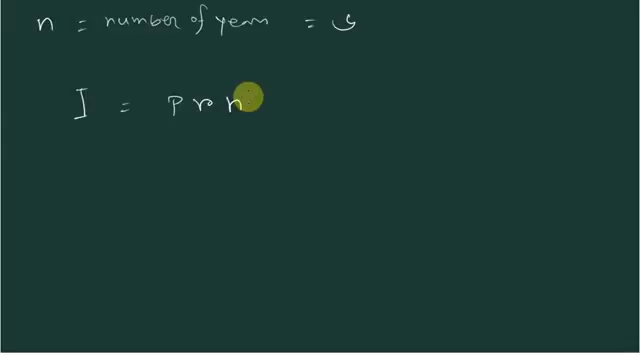 n = number of years =
I = P r n